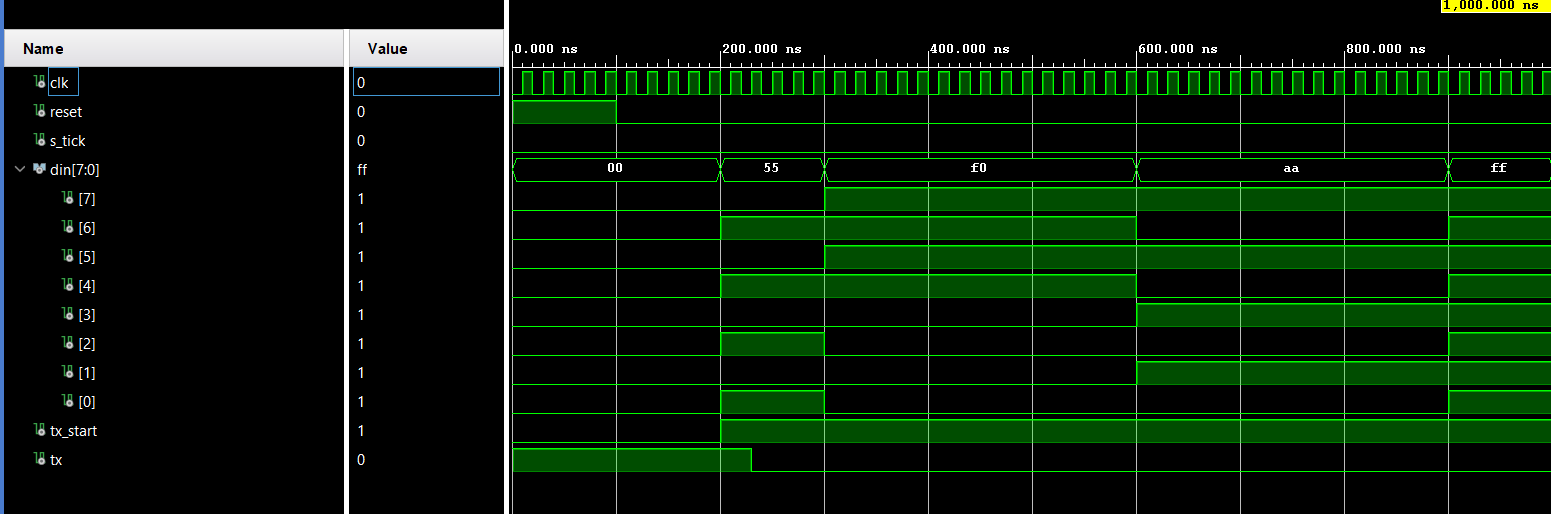 1,000.000 ns
Name Value 0.000 ns 200.000 ns 400.000 ns 600.000 ns 800.000 ns
clk 0
reset 0
s_tick 0
din[7:0] ff 00 55 f0 aa ff
[7] 1
[6] 1
[5] 1
[4] 1
[3] 1
[2] 1
[1] 1
[0] 1
tx_start 1
tx 0